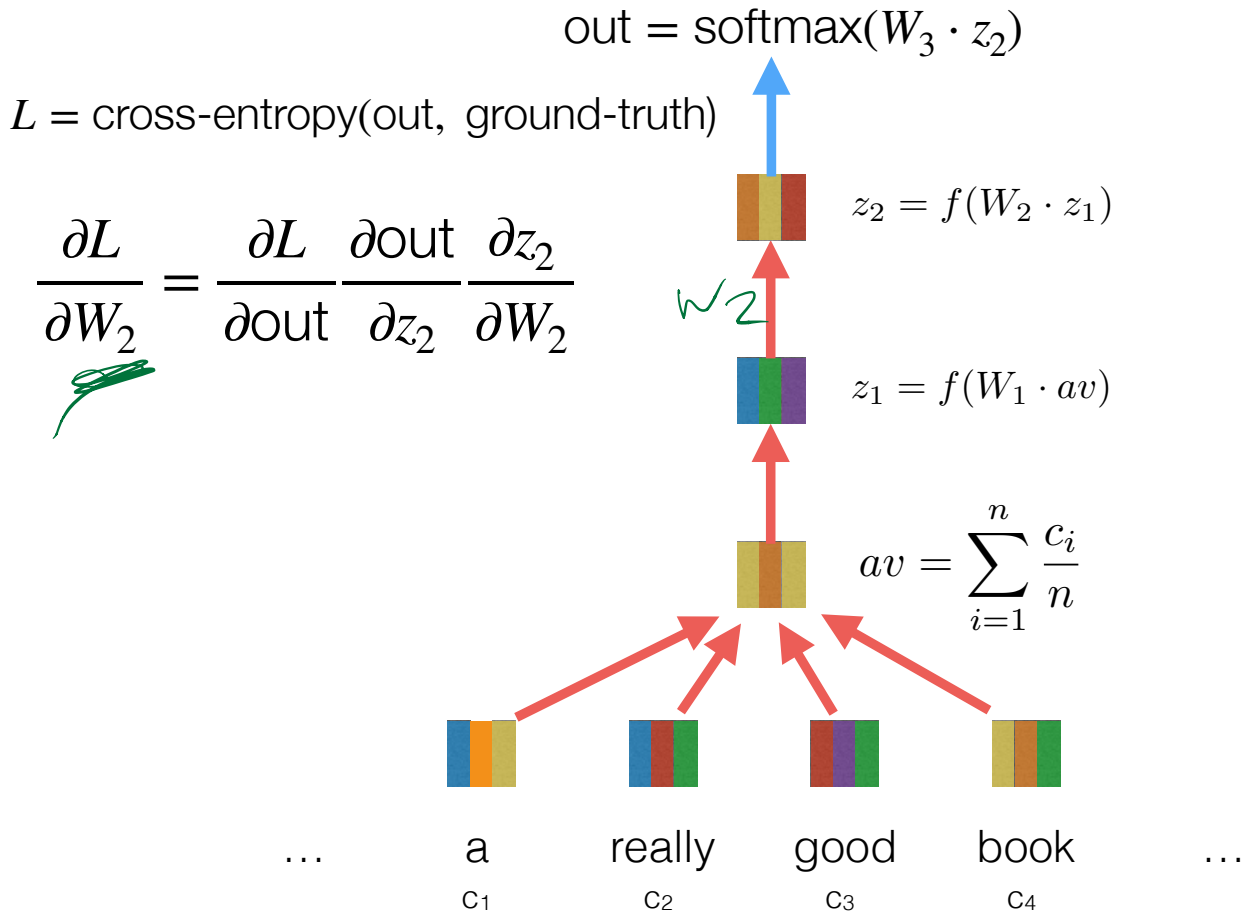 out = softmax(W₃ · z₂)
L = cross-entropy(out, ground-truth)
z₂ = f(W₂ · z₁)
∂L/∂W₂ = ∂L/∂out ∂out/∂z₂ ∂z₂/∂W₂
W2
z₁ = f(W₁ · av)
av = ∑ᵢ₌₁ⁿ cᵢ/n
... a really good book ...
c₁ c₂ c₃ c₄